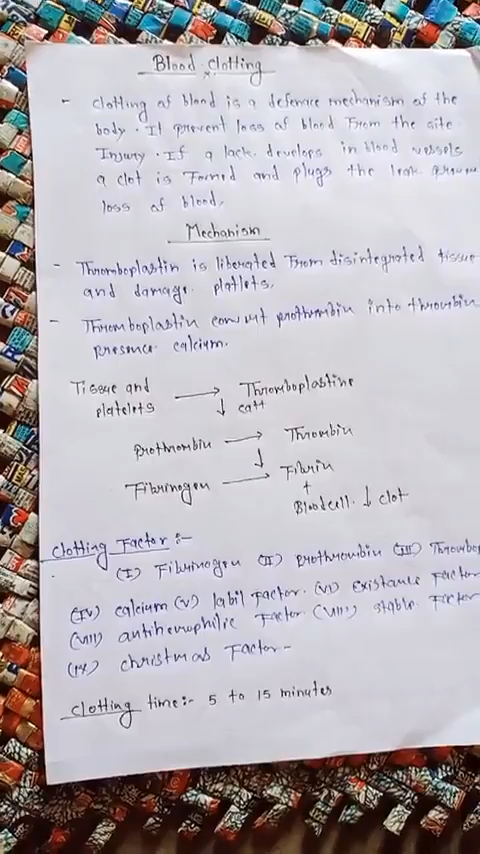 Blood Clotting
- Clotting of blood is a defence mechanism of the
body. It prevent loss of blood From the site
Injury. If a lack develops in blood vessels
a clot is Formed and plugs the leak
loss of blood.
Mechanism
- Thromboplastin is liberated From disintegrated tissue
and damage platlets.
- Thromboplastin convert prothrombin into thrombin
presence calcium.
Tissue and → Thromboplastine
platelets ↓ ca++
Prothrombin → Thrombin
↓
Fibrinogen → Fibrin
+
Blood cell. ↓ clot
Clotting Factor:-
(I) Fibrinogen (II) prothrombin (III) Thrombo
(IV) calcium (V) labil Factor. (VI) existance Factor
(VII) antihemophilic Factor (VIII) stable Factor
(IX) christmas Factor-
Clotting time:- 5 to 15 minutes